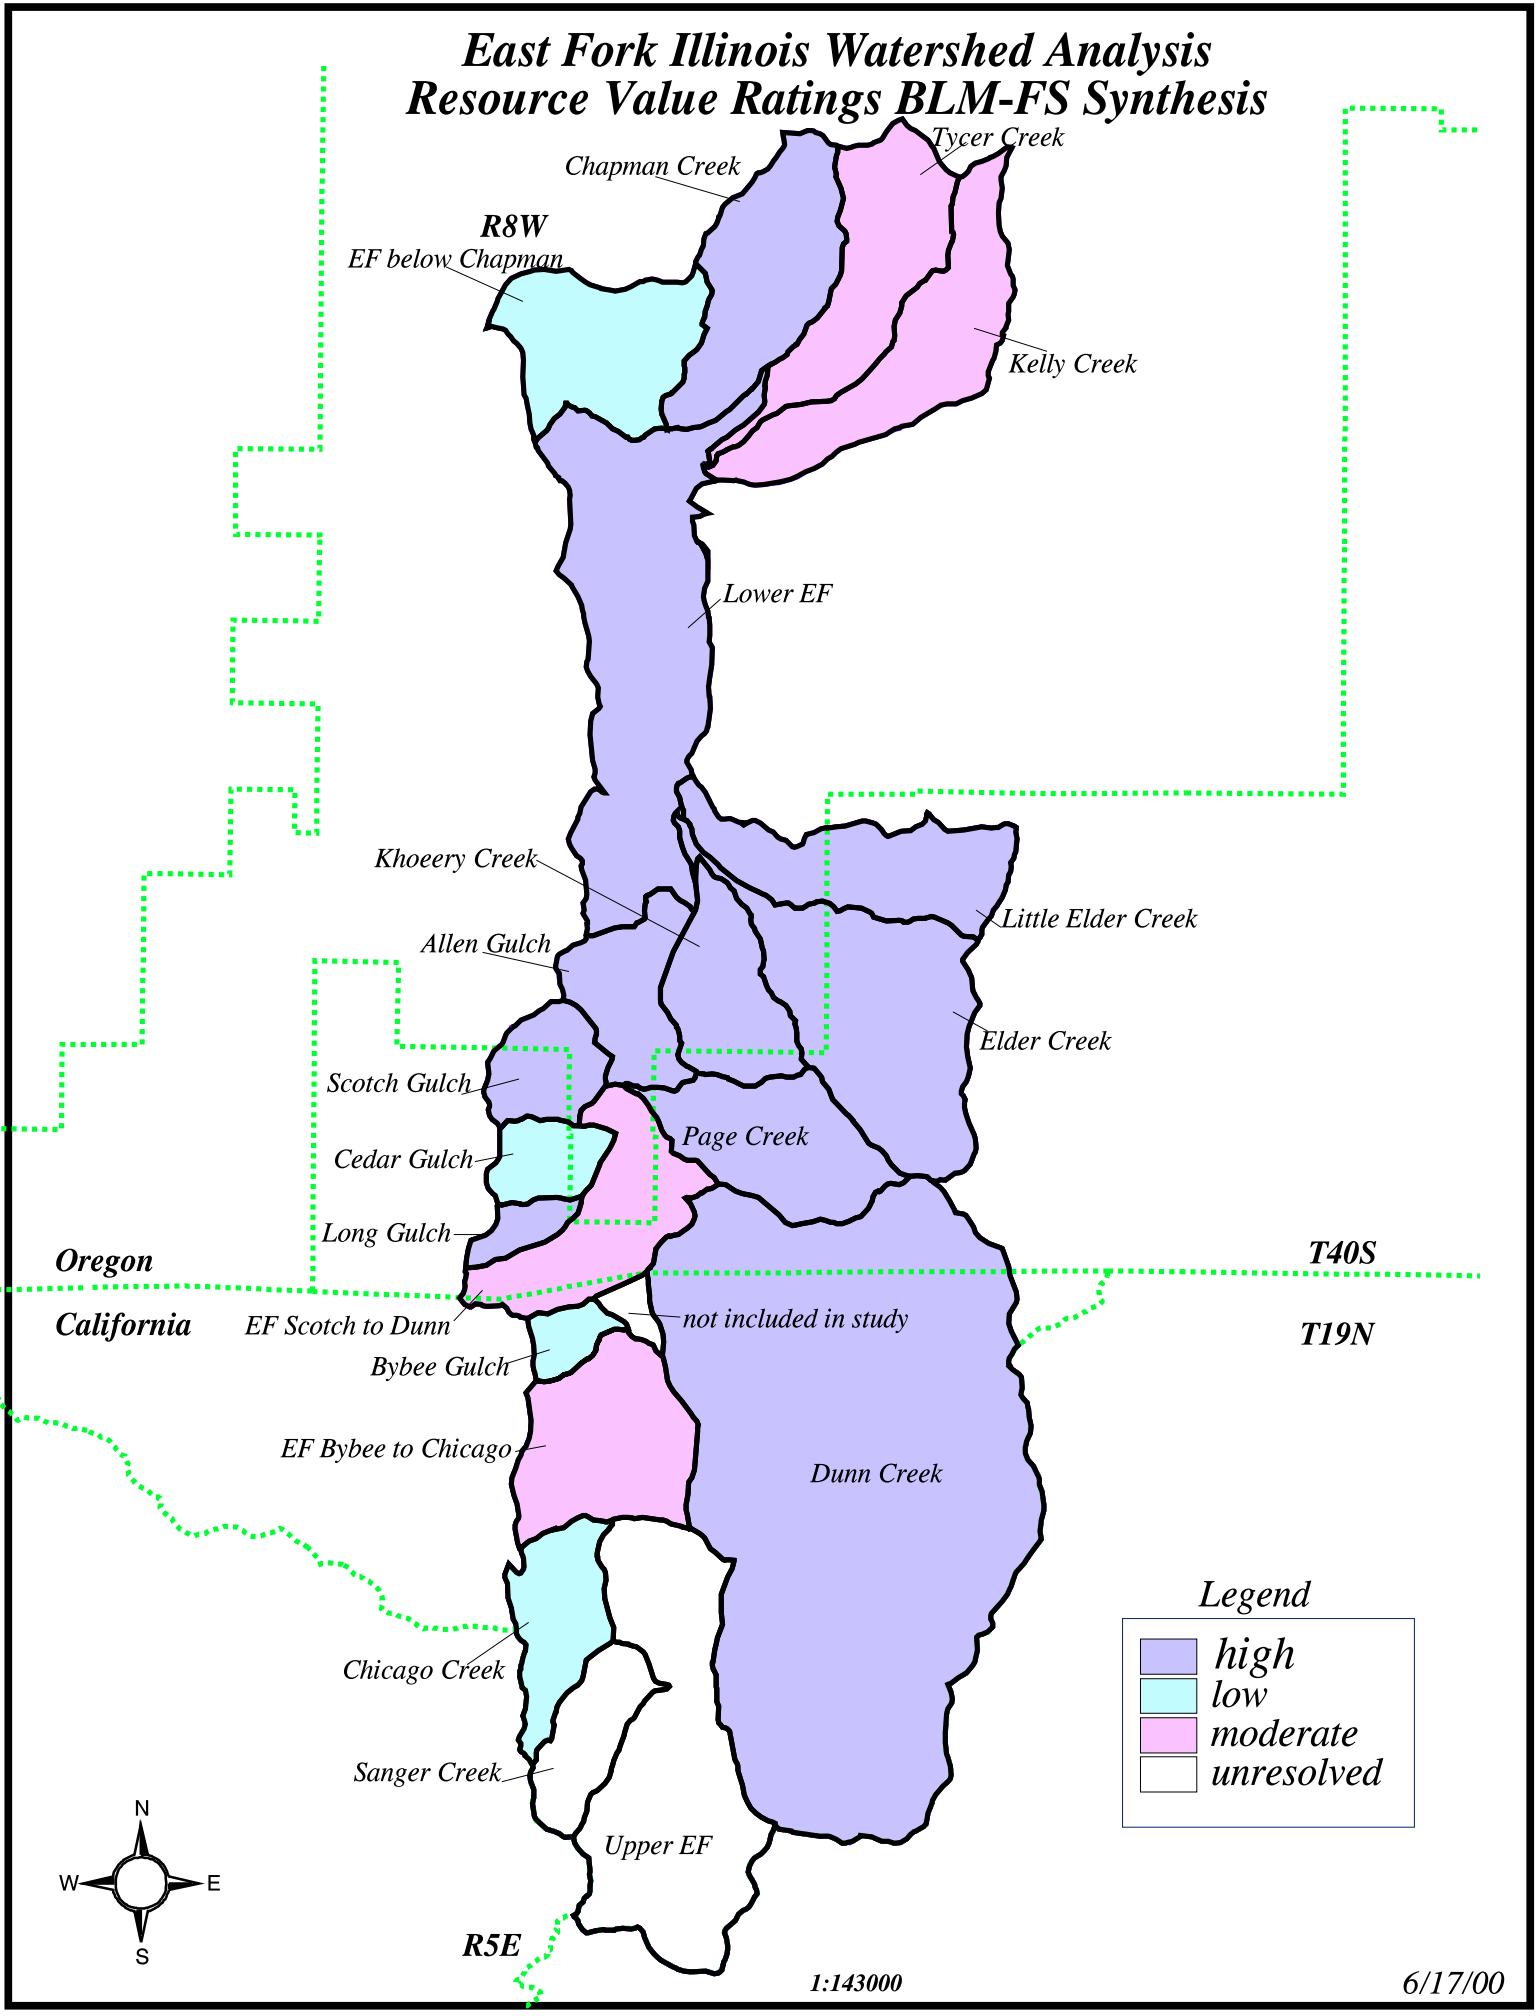 East Fork Illinois Watershed Analysis
Resource Value Ratings BLM-FS Synthesis
Tycer Creek
Chapman Creek
R8W
EF below Chapman
Kelly Creek
Lower EF
Khoeery Creek
Little Elder Creek
Allen Gulch
Elder Creek
Scotch Gulch
Page Creek
Cedar Gulch
Long Gulch
Oregon
T40S
California
EF Scotch to Dunn
not included in study
T19N
Bybee Gulch
EF Bybee to Chicago
Dunn Creek
Legend
high
low
moderate
unresolved
Chicago Creek
Sanger Creek
N
Upper EF
W
E
S
R5E
1:143000
6/17/00